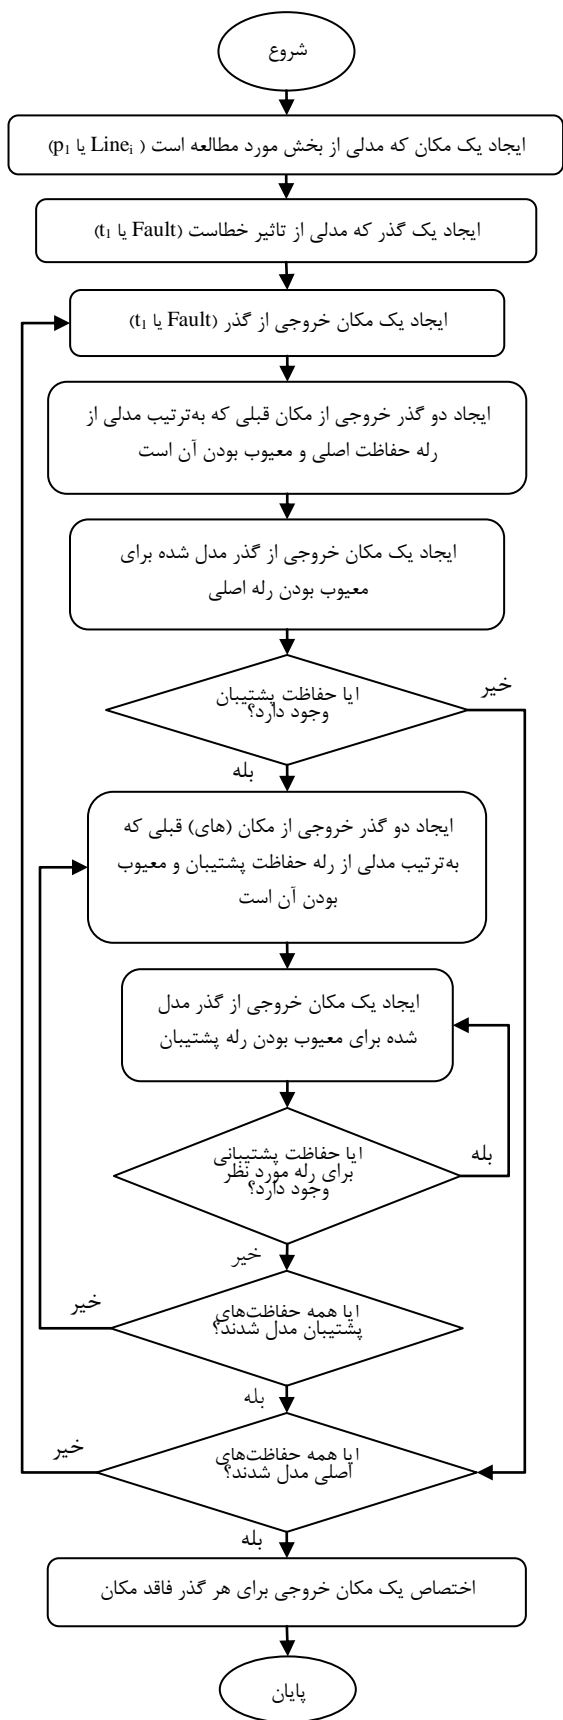 شروع
ایجاد یک مکان که مدلی از بخش مورد مطالعه است ( Lineᵢ یا p₁)
ایجاد یک گذر که مدلی از تاثیر خطاست (Fault یا t₁)
ایجاد یک مکان خروجی از گذر (Fault یا t₁)
ایجاد دو گذر خروجی از مکان قبلی که به‌ترتیب مدلی از
رله حفاظت اصلی و معیوب بودن آن است
ایجاد یک مکان خروجی از گذر مدل شده برای
معیوب بودن رله اصلی
ایا حفاظت پشتیبان
وجود دارد؟
خیر
بله
ایجاد دو گذر خروجی از مکان (های) قبلی که
به‌ترتیب مدلی از رله حفاظت پشتیبان و معیوب
بودن آن است
ایجاد یک مکان خروجی از گذر مدل
شده برای معیوب بودن رله پشتیبان
ایا حفاظت پشتیبانی
برای رله مورد نظر
وجود دارد؟
بله
خیر
ایا همه حفاظت‌های
پشتیبان مدل شدند؟
خیر
بله
ایا همه حفاظت‌های
اصلی مدل شدند؟
خیر
بله
اختصاص یک مکان خروجی برای هر گذر فاقد مکان
پایان